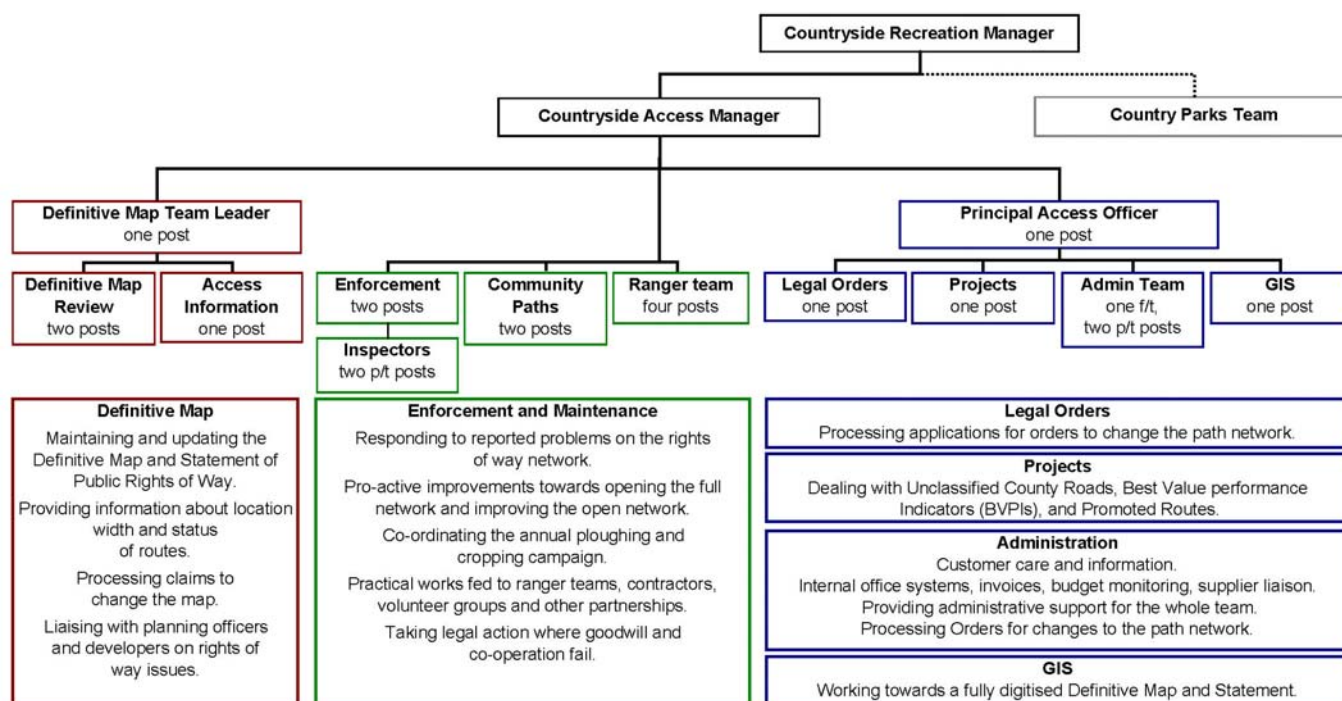 Countryside Recreation Manager
Countryside Access Manager
Country Parks Team
Definitive Map Team Leader
one post
Principal Access Officer
one post
Definitive Map
Review
two posts
Access
Information
one post
Enforcement
two posts
Community
Paths
two posts
Ranger team
four posts
Legal Orders
one post
Projects
one post
Admin Team
one f/t,
two p/t posts
GIS
one post
Inspectors
two p/t posts
Definitive Map
Maintaining and updating the
Definitive Map and Statement of
Public Rights of Way.
Providing information about location
width and status
of routes.
Processing claims to
change the map.
Liaising with planning officers
and developers on rights of
way issues.
Enforcement and Maintenance
Responding to reported problems on the rights
of way network.
Pro-active improvements towards opening the full
network and improving the open network.
Co-ordinating the annual ploughing and
cropping campaign.
Practical works fed to ranger teams, contractors,
volunteer groups and other partnerships.
Taking legal action where goodwill and
co-operation fail.
Legal Orders
Processing applications for orders to change the path network.
Projects
Dealing with Unclassified County Roads, Best Value performance
Indicators (BVPIs), and Promoted Routes.
Administration
Customer care and information.
Internal office systems, invoices, budget monitoring, supplier liaison.
Providing administrative support for the whole team.
Processing Orders for changes to the path network.
GIS
Working towards a fully digitised Definitive Map and Statement.